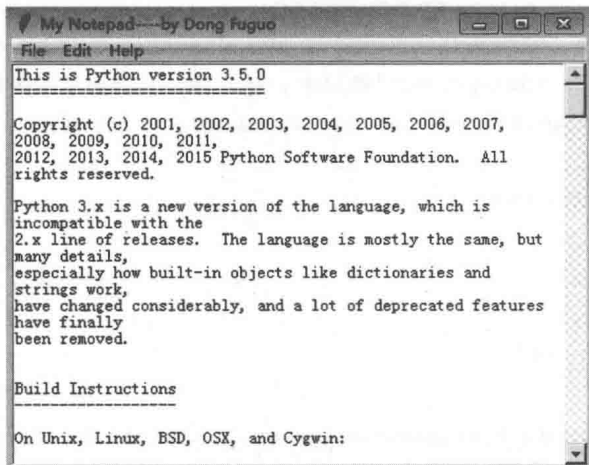 My Notepad----by Dong Fuguo
File Edit Help
This is Python version 3.5.0
============================
Copyright (c) 2001, 2002, 2003, 2004, 2005, 2006, 2007,
2008, 2009, 2010, 2011,
2012, 2013, 2014, 2015 Python Software Foundation.  All
rights reserved.
Python 3.x is a new version of the language, which is
incompatible with the
2.x line of releases.  The language is mostly the same, but
many details,
especially how built-in objects like dictionaries and
strings work,
have changed considerably, and a lot of deprecated features
have finally
been removed.
Build Instructions
------------------
On Unix, Linux, BSD, OSX, and Cygwin: